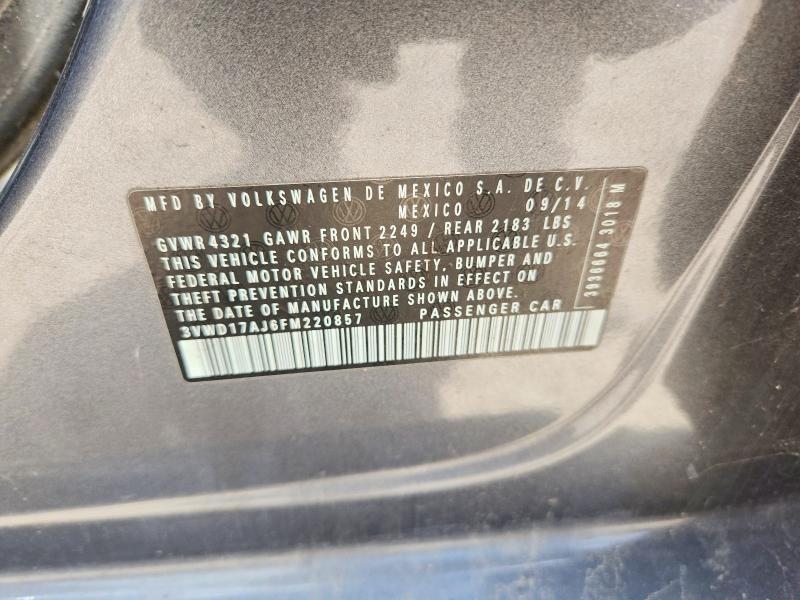 MFD BY VOLKSWAGEN DE MEXICO S.A. DE C.V.
MEXICO 09/14
GVWR 4321 GAWR FRONT 2249 / REAR 2183 LBS
THIS VEHICLE CONFORMS TO ALL APPLICABLE U.S.
FEDERAL MOTOR VEHICLE SAFETY, BUMPER AND
THEFT PREVENTION STANDARDS IN EFFECT ON
THE DATE OF MANUFACTURE SHOWN ABOVE.
3VWD17AJ6FM220857 PASSENGER CAR
3936664 3018 M